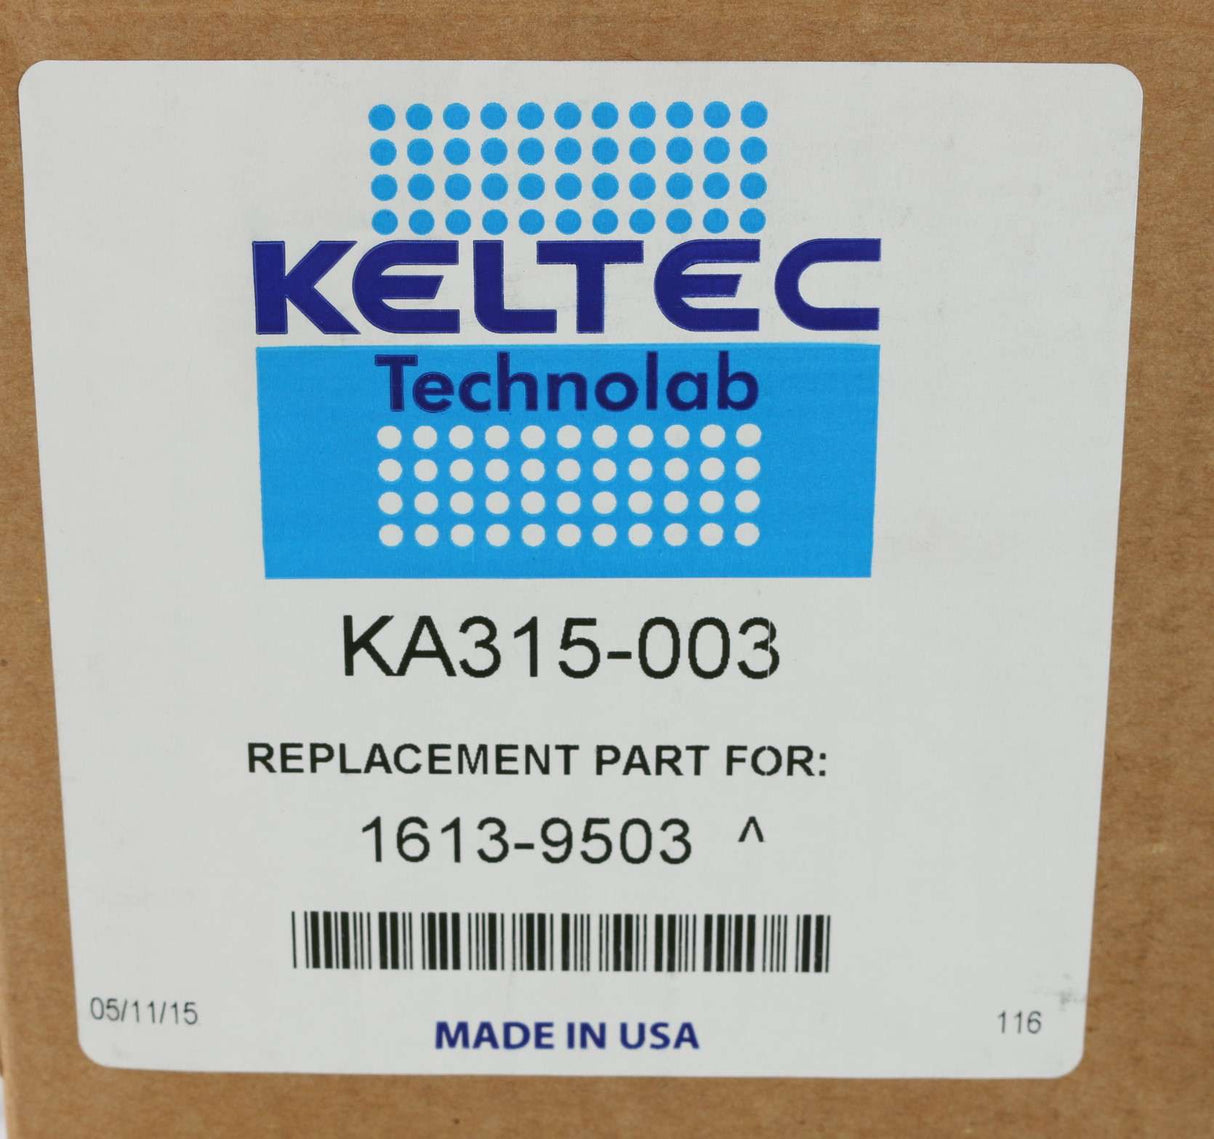 KELTEC
Technolab
KA315-003
REPLACEMENT PART FOR:
1613-9503 ^
05/11/15
MADE IN USA
116